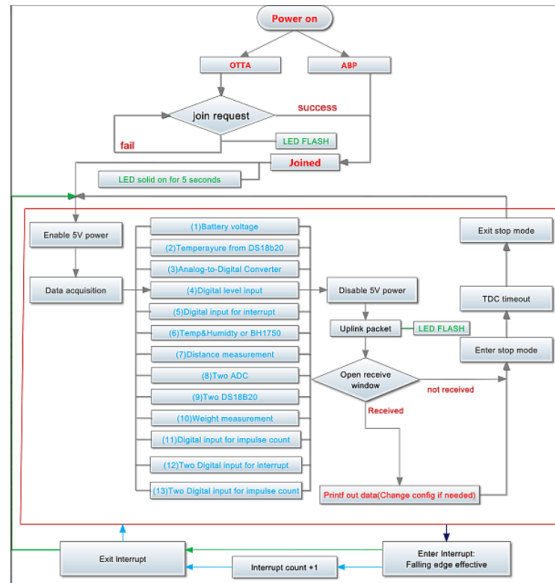 Power on
OTTA
ABP
join request
success
fail
LED FLASH
Joined
LED solid on for 5 seconds
Enable 5V power
Data acquisition
(1)Battery voltage
(2)Temperayure from DS18b20
(3)Analog-to-Digital Converter
(4)Digital level input
(5)Digital input for interrupt
(6)Temp&Humidty or BH1750
(7)Distance measurement
(8)Two ADC
(9)Two DS18B20
(10)Weight measurement
(11)Digital input for impulse count
(12)Two Digital input for Interrupt
(13)Two Digital input for impulse count
Disable 5V power
Uplink packet
LED FLASH
Open receive
window
not received
Received
Printf out data(Change config if needed)
Exit stop mode
TDC timeout
Enter stop mode
Exit Interrupt
Interrupt count +1
Enter Interrupt:
Falling edge effective